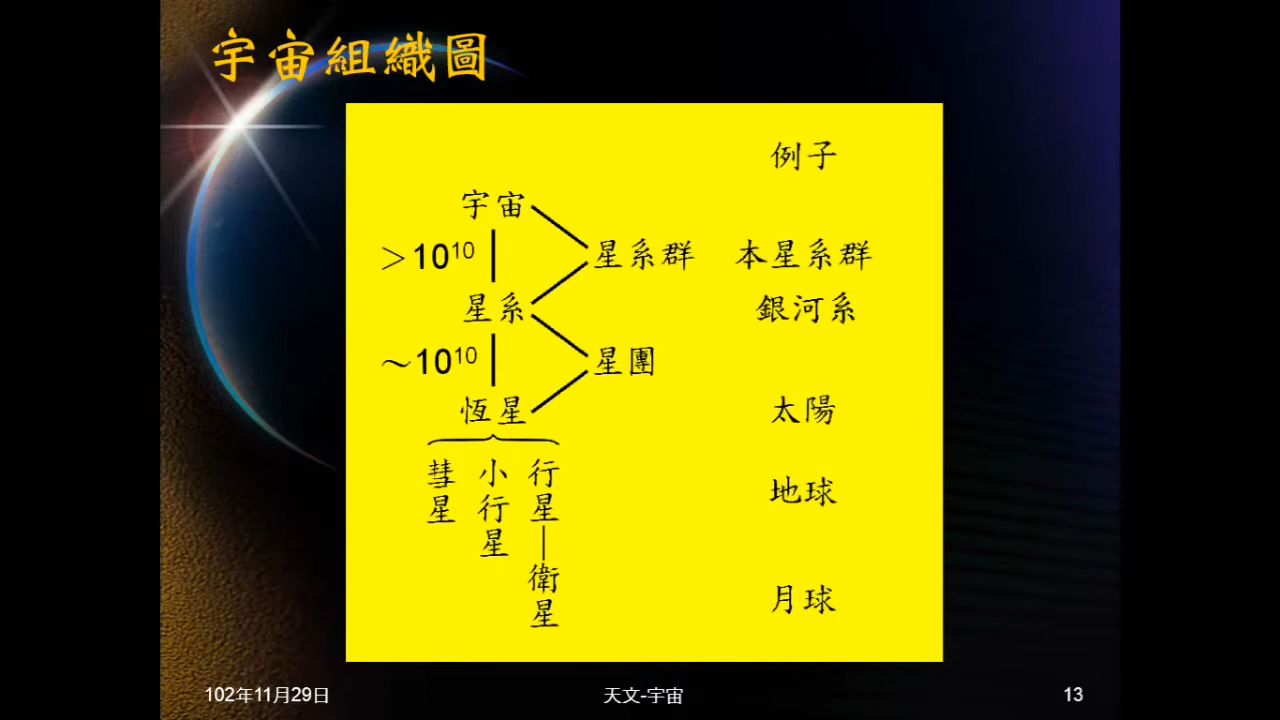 宇宙組織圖
例子
宇宙
>10¹⁰ 星系群 本星系群
星系 銀河系
～10¹⁰ 星團
恆星 太陽
彗星 小行星 行星 地球
衛星 月球
102年11月29日 天文-宇宙 13